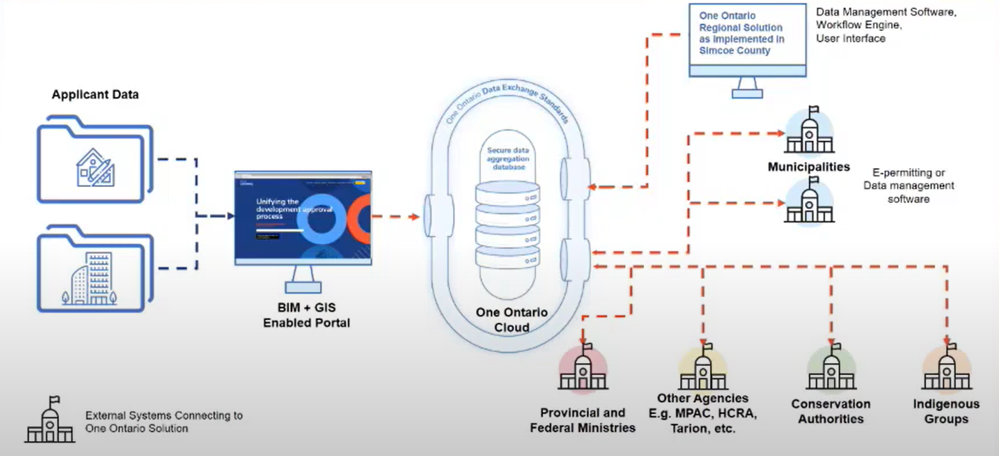 One Ontario
Regional Solution
as Implemented in
Simcoe County
Data Management Software,
Workflow Engine,
User Interface
Applicant Data
One Ontario Data Exchange Standards
Secure data
aggregation
database
Municipalities
E-permitting or
Data management
software
Unifying the
development approval
process
BIM + GIS
Enabled Portal
One Ontario
Cloud
Provincial and
Federal Ministries
Other Agencies
E.g. MPAC, HCRA,
Tarion, etc.
Conservation
Authorities
Indigenous
Groups
External Systems Connecting to
One Ontario Solution